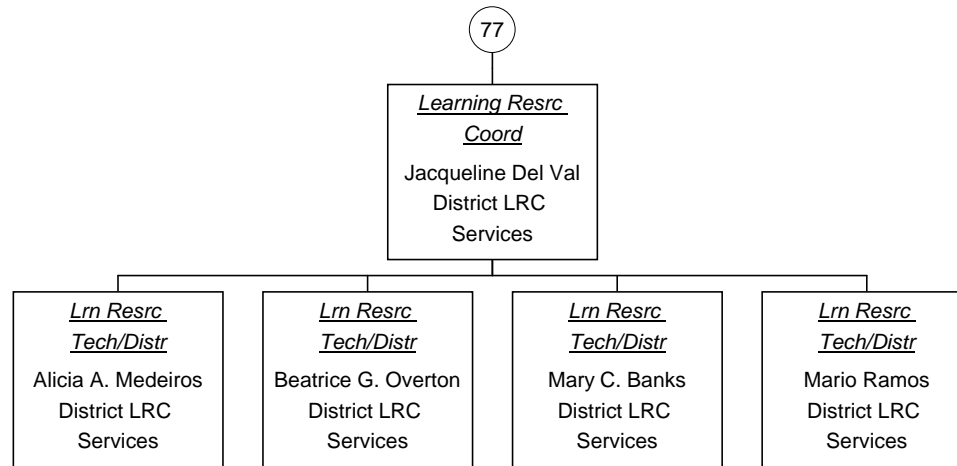 77
Learning Resrc
Coord
Jacqueline Del Val
District LRC
Services
Lrn Resrc
Tech/Distr
Alicia A. Medeiros
District LRC
Services
Lrn Resrc
Tech/Distr
Beatrice G. Overton
District LRC
Services
Lrn Resrc
Tech/Distr
Mary C. Banks
District LRC
Services
Lrn Resrc
Tech/Distr
Mario Ramos
District LRC
Services